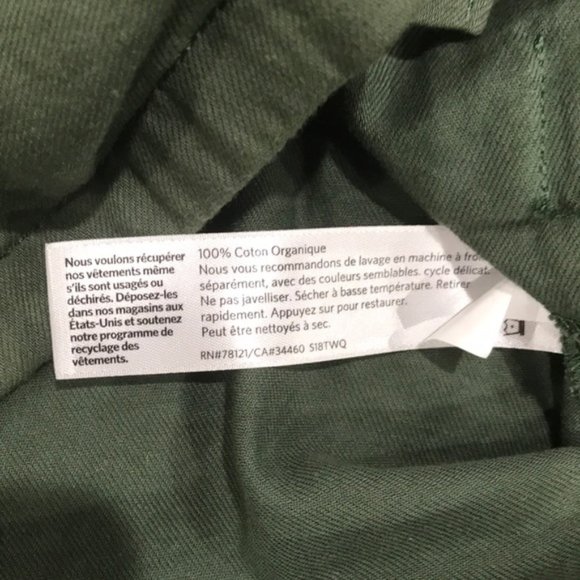 Nous voulons récupérer
nos vêtements même
s'ils sont usagés ou
déchirés. Déposez-les
dans nos magasins aux
États-Unis et soutenez
notre programme de
recyclage des
vêtements.
100% Coton Organique
Nous vous recommandons de lavage en machine à
séparément, avec des couleurs semblables. cycle délicat.
Ne pas javelliser. Sécher à basse température. Retirer
rapidement. Appuyez sur pour restaurer.
Peut être nettoyés à sec.
RN#78121/CA#34460 S18TWQ